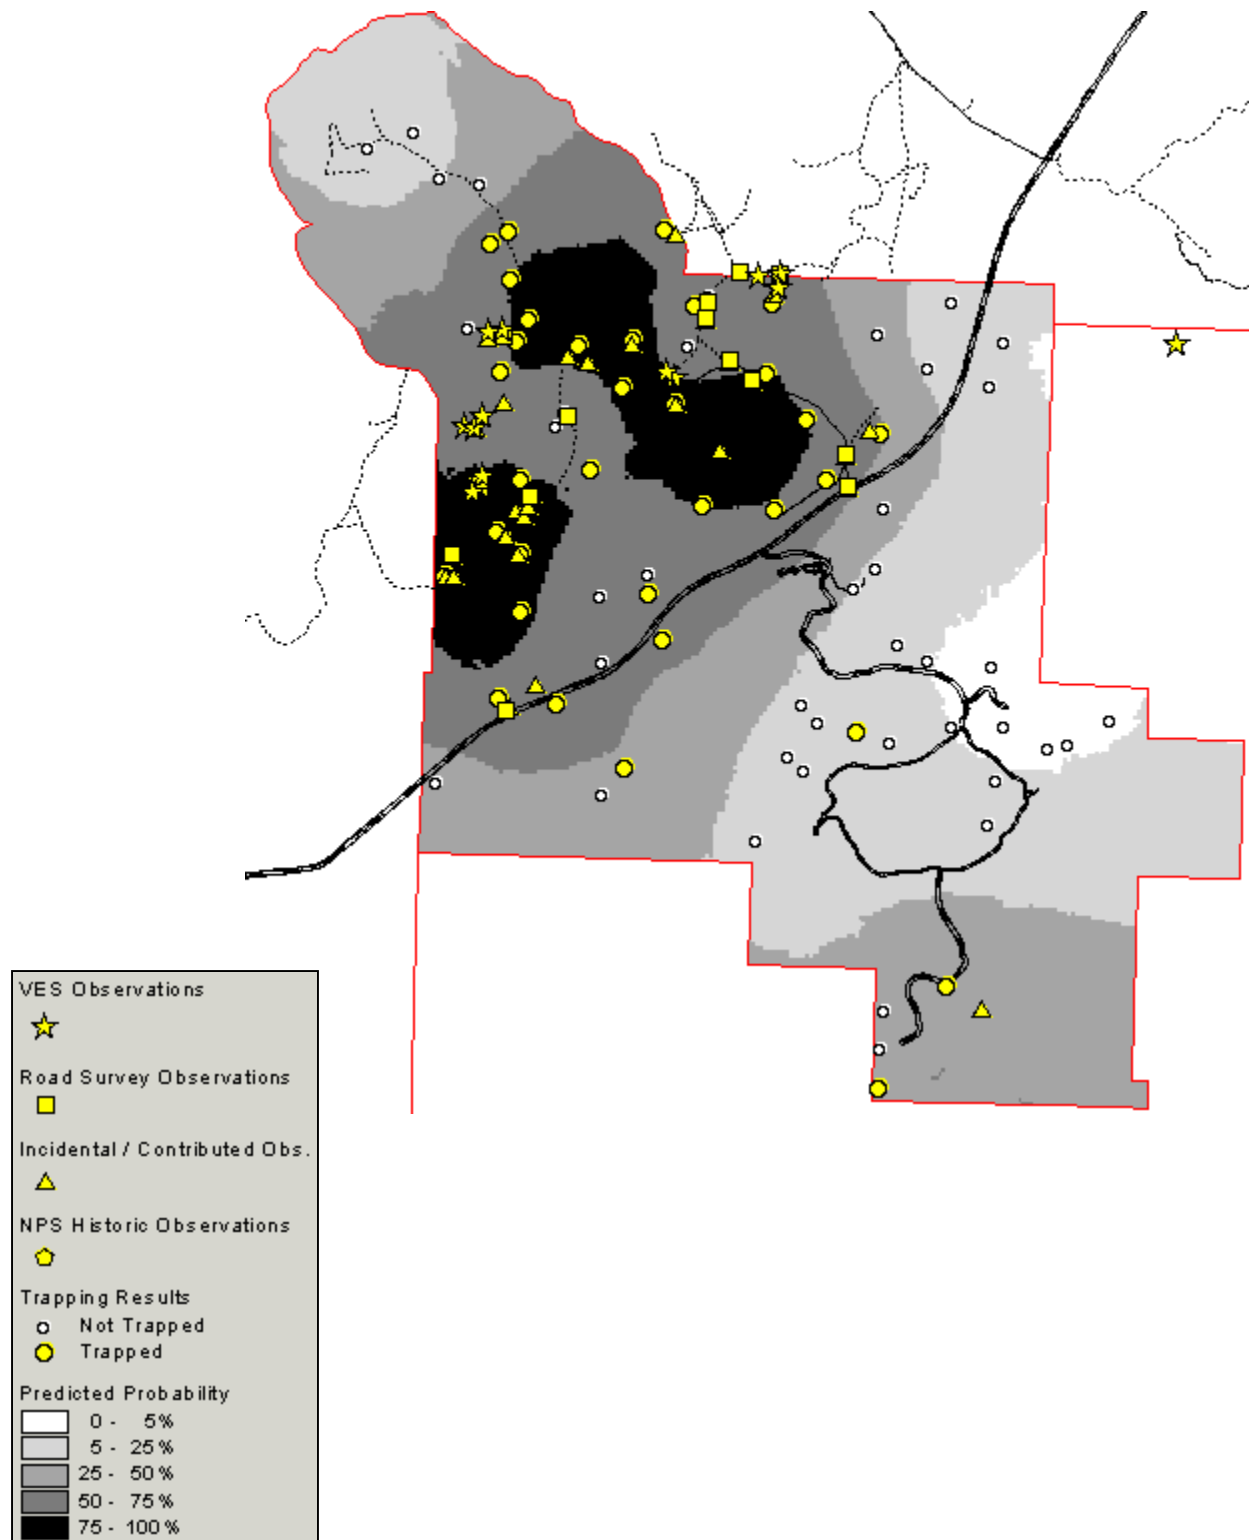 VES Observations
Road Survey Observations
Incidental / Contributed Obs.
NPS Historic Observations
Trapping Results
Not Trapped
Trapped
Predicted Probability
0 - 5%
5 - 25%
25 - 50%
50 - 75%
75 - 100%